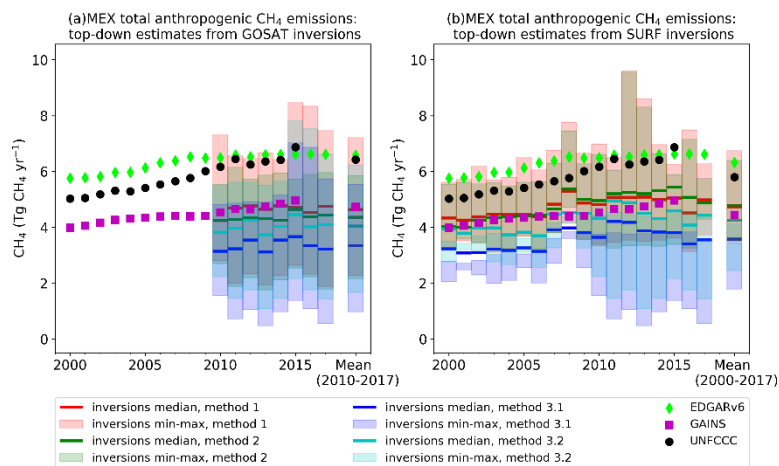 (a)MEX total anthropogenic CH₄ emissions:
top-down estimates from GOSAT inversions
(b)MEX total anthropogenic CH₄ emissions:
top-down estimates from SURF inversions
CH₄ (Tg CH₄ yr⁻¹)
10
8
6
4
2
0
2000
2005
2010
2015
Mean
(2010-2017)
CH₄ (Tg CH₄ yr⁻¹)
10
8
6
4
2
0
2000
2005
2010
2015
Mean
(2000-2017)
inversions median, method 1
inversions min-max, method 1
inversions median, method 2
inversions min-max, method 2
inversions median, method 3.1
inversions min-max, method 3.1
inversions median, method 3.2
inversions min-max, method 3.2
EDGARv6
GAINS
UNFCCC